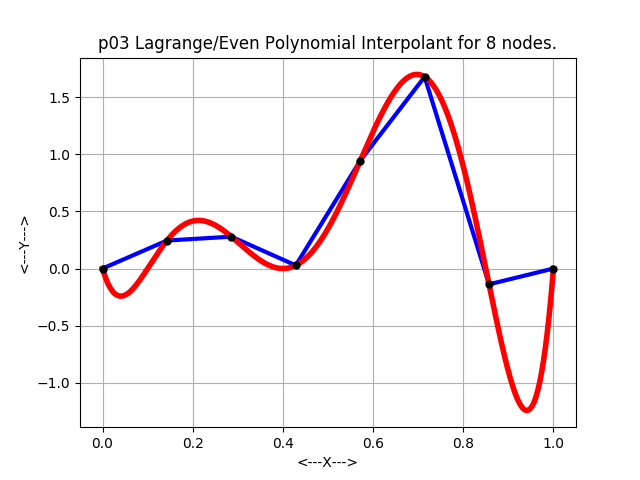 p03 Lagrange/Even Polynomial Interpolant for 8 nodes.
1.5
1.0
0.5
0.0
−0.5
−1.0
<---Y--->
0.0 0.2 0.4 0.6 0.8 1.0
<---X--->